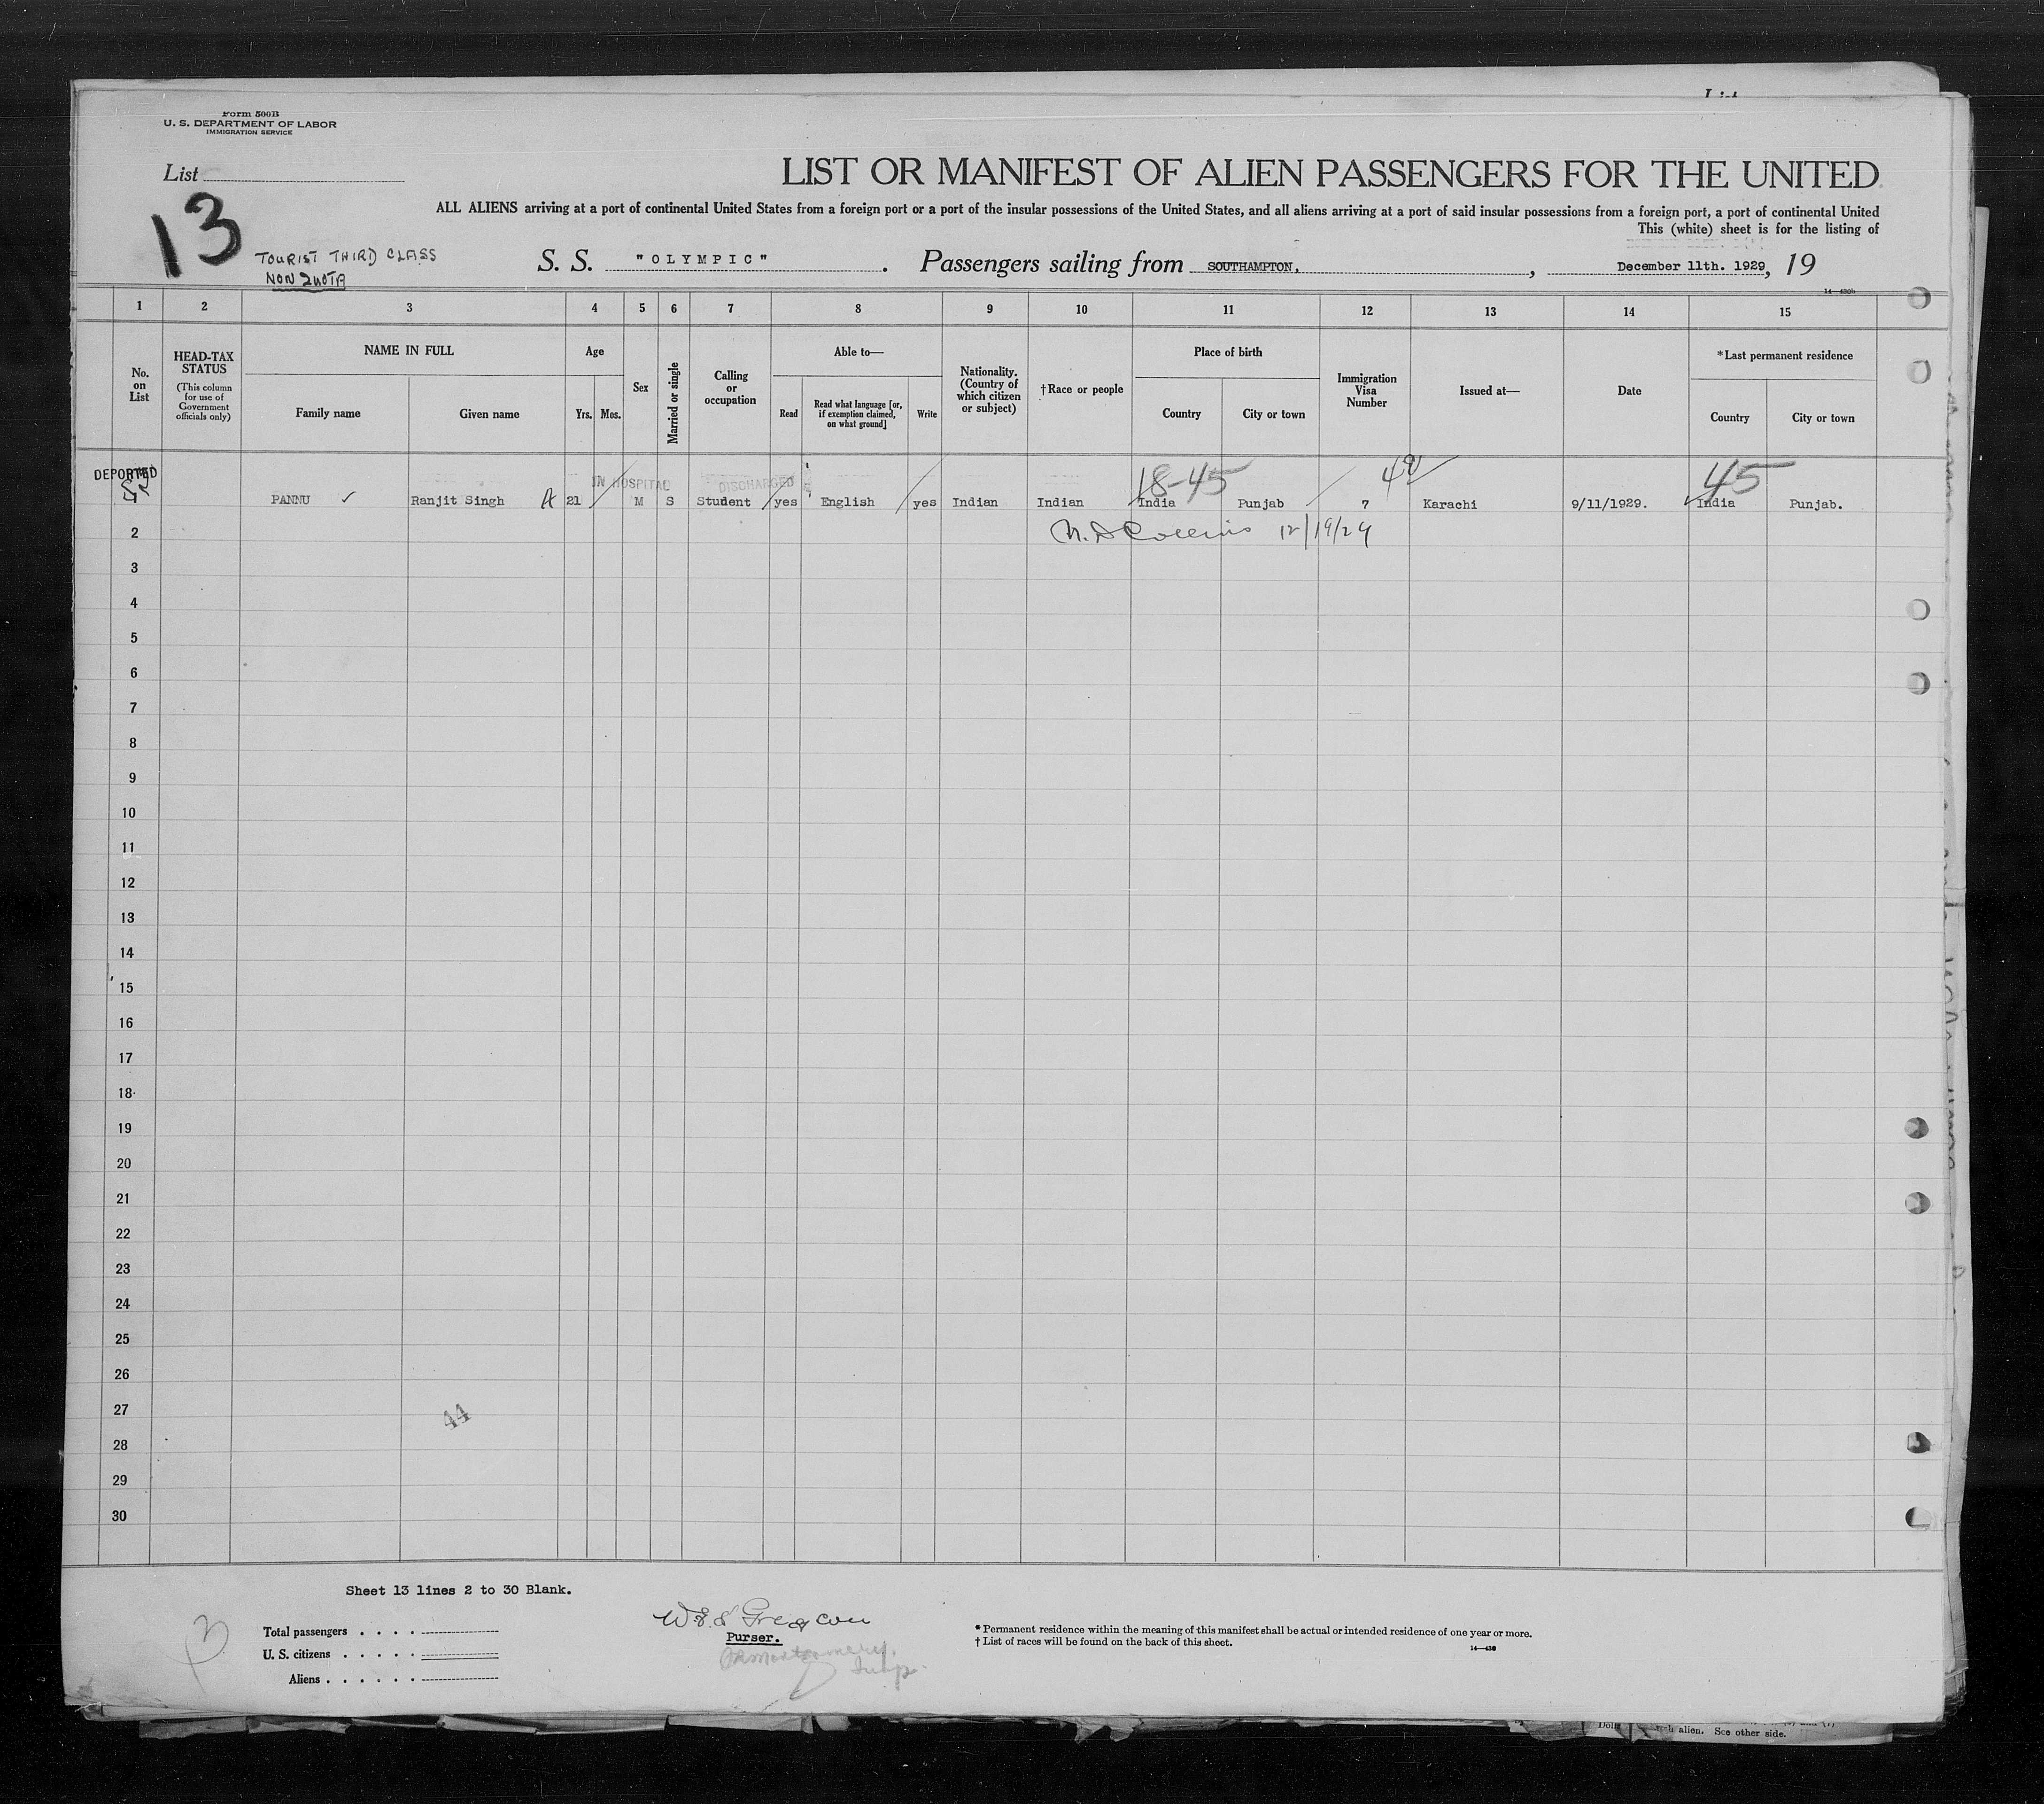 Form 500B
U. S. DEPARTMENT OF LABOR
IMMIGRATION SERVICE
List
13
LIST OR MANIFEST OF ALIEN PASSENGERS FOR THE UNITED
ALL ALIENS arriving at a port of continental United States from a foreign port or a port of the insular possessions of the United States, and all aliens arriving at a port of said insular possessions from a foreign port, a port of continental United
This (white) sheet is for the listing of
TOURIST THIRD CLASS
NON QUOTA
S. S. "OLYMPIC". Passengers sailing from SOUTHAMPTON, , December 11th. 1929, 19
14—430b
1 2 3 4 5 6 7 8 9 10 11 12 13 14 15
No. on List
HEAD-TAX STATUS
(This column for use of Government officials only)
NAME IN FULL
Family name
Given name
Age
Yrs. Mos.
Sex
Married or single
Calling or occupation
Able to—
Read
Read what language [or, if exemption claimed, on what ground]
Write
Nationality. (Country of which citizen or subject)
†Race or people
Place of birth
Country
City or town
Immigration Visa Number
Issued at—
Date
*Last permanent residence
Country
City or town
DEPORTED
IN HOSPITAL DISCHARGED
18-45
45
PANNU ✓ Ranjit Singh 21 M S Student yes English yes Indian Indian India Punjab 7 Karachi 9/11/1929. India Punjab.
Collins 12/19/29
2
3
4
5
6
7
8
9
10
11
12
13
14
15
16
17
18
19
20
21
22
23
24
25
26
27
28
29
30
44
Sheet 13 lines 2 to 30 Blank.
Total passengers . . . .
U. S. citizens . . . . .
Aliens . . . . . .
Purser.
* Permanent residence within the meaning of this manifest shall be actual or intended residence of one year or more.
† List of races will be found on the back of this sheet.
14—430
alien. See other side.